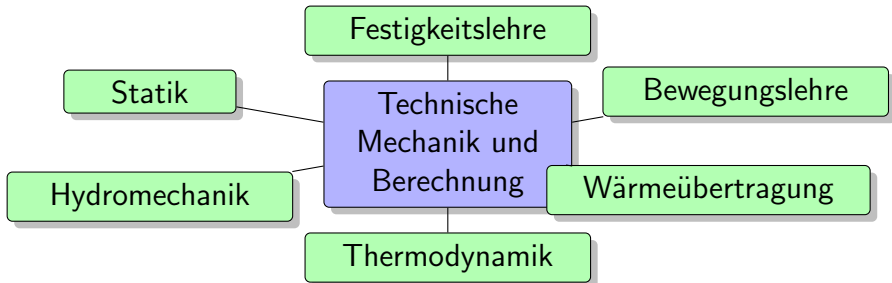 Festigkeitslehre
Statik
Bewegungslehre
Technische
Mechanik und
Berechnung
Hydromechanik
Wärmeübertragung
Thermodynamik